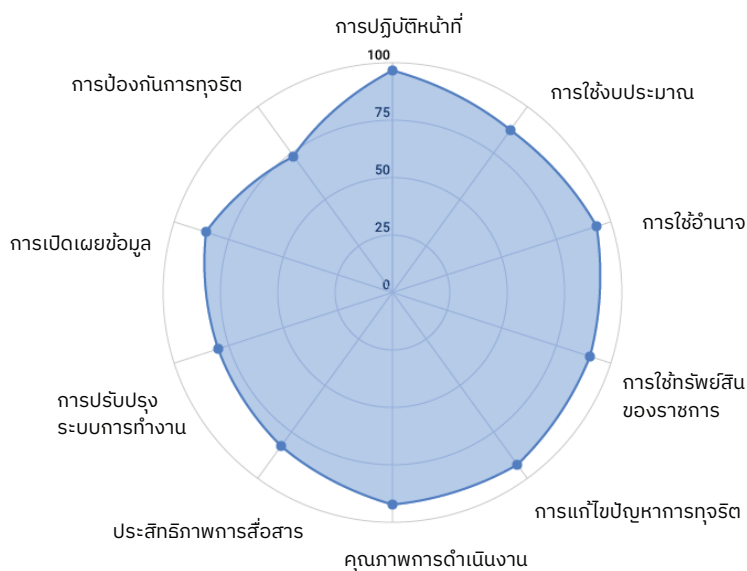 การปฏิบัติหน้าที่
100
การป้องกันการทุจริต
การใช้งบประมาณ
75
50
การใช้อำนาจ
การเปิดเผยข้อมูล
25
0
การใช้ทรัพย์สิน
ของราชการ
การปรับปรุง
ระบบการทำงาน
การแก้ไขปัญหาการทุจริต
ประสิทธิภาพการสื่อสาร
คุณภาพการดำเนินงาน